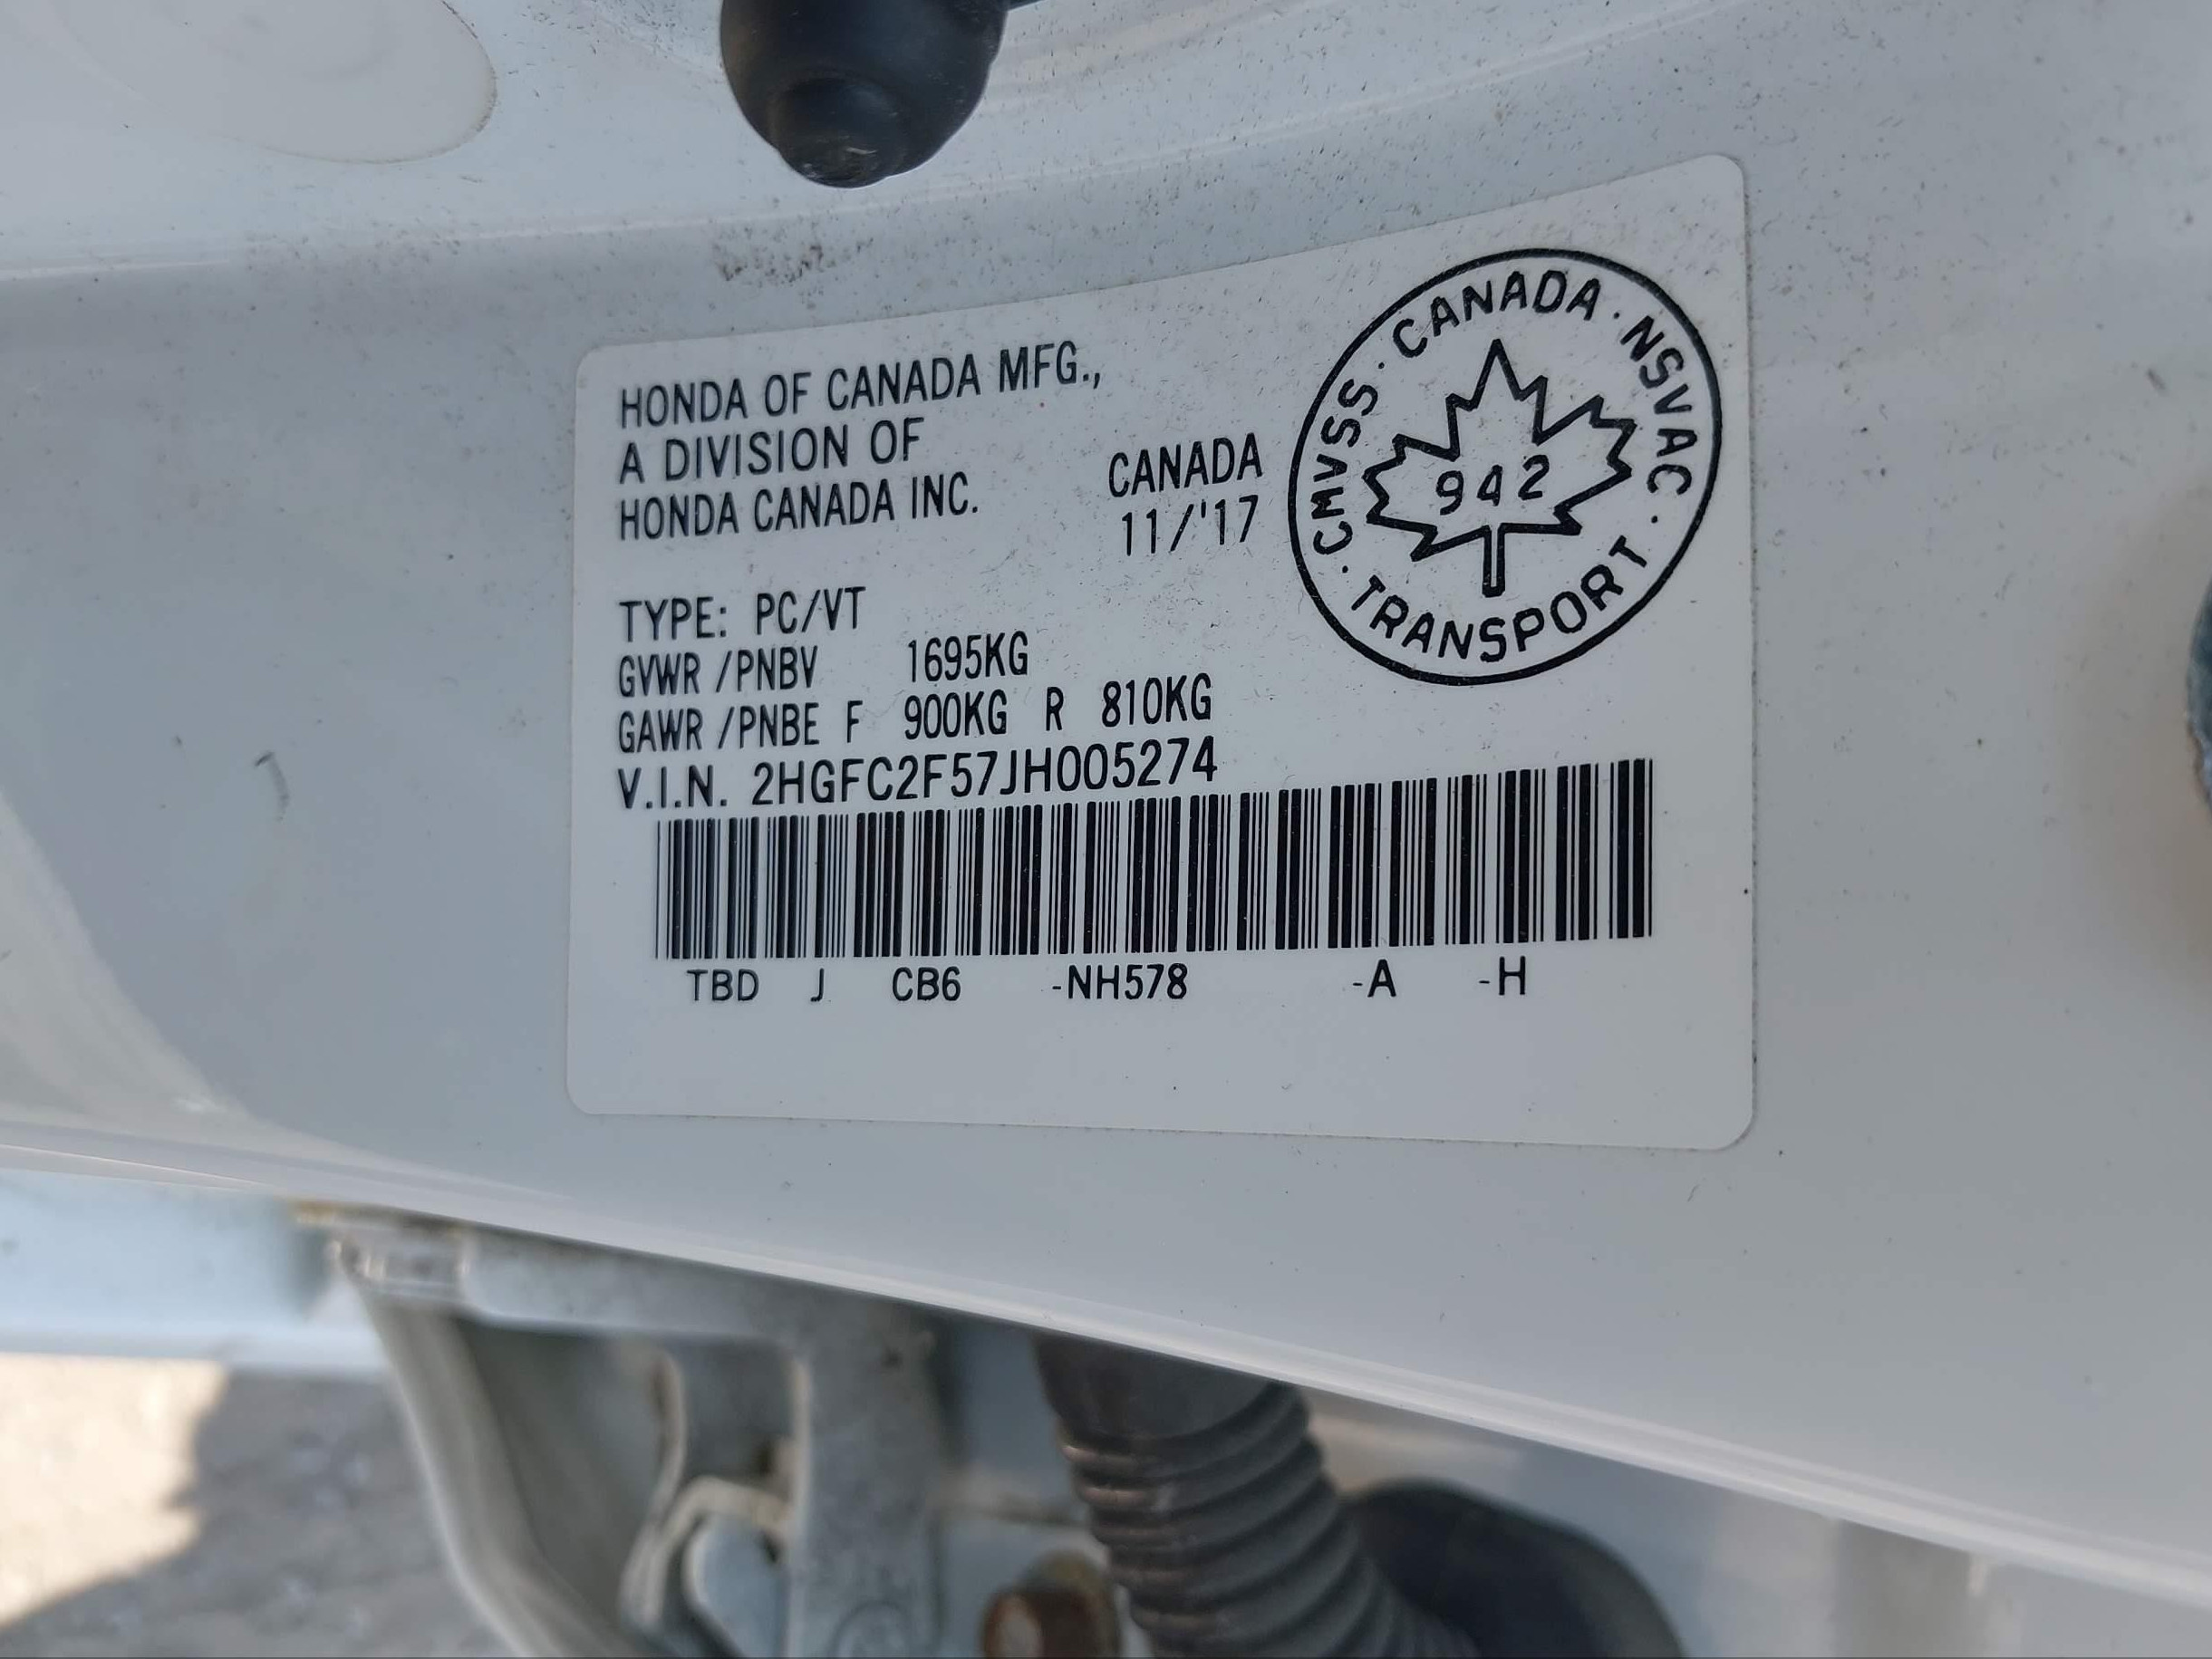 HONDA OF CANADA MFG.,
A DIVISION OF
HONDA CANADA INC.
CANADA
11/'17
· CMVSS · CANADA · NSVAC ·
TRANSPORT
942
TYPE: PC/VT
GVWR /PNBV 1695KG
GAWR /PNBE F 900KG R 810KG
V.I.N. 2HGFC2F57JH005274
TBD J CB6 -NH578 -A -H